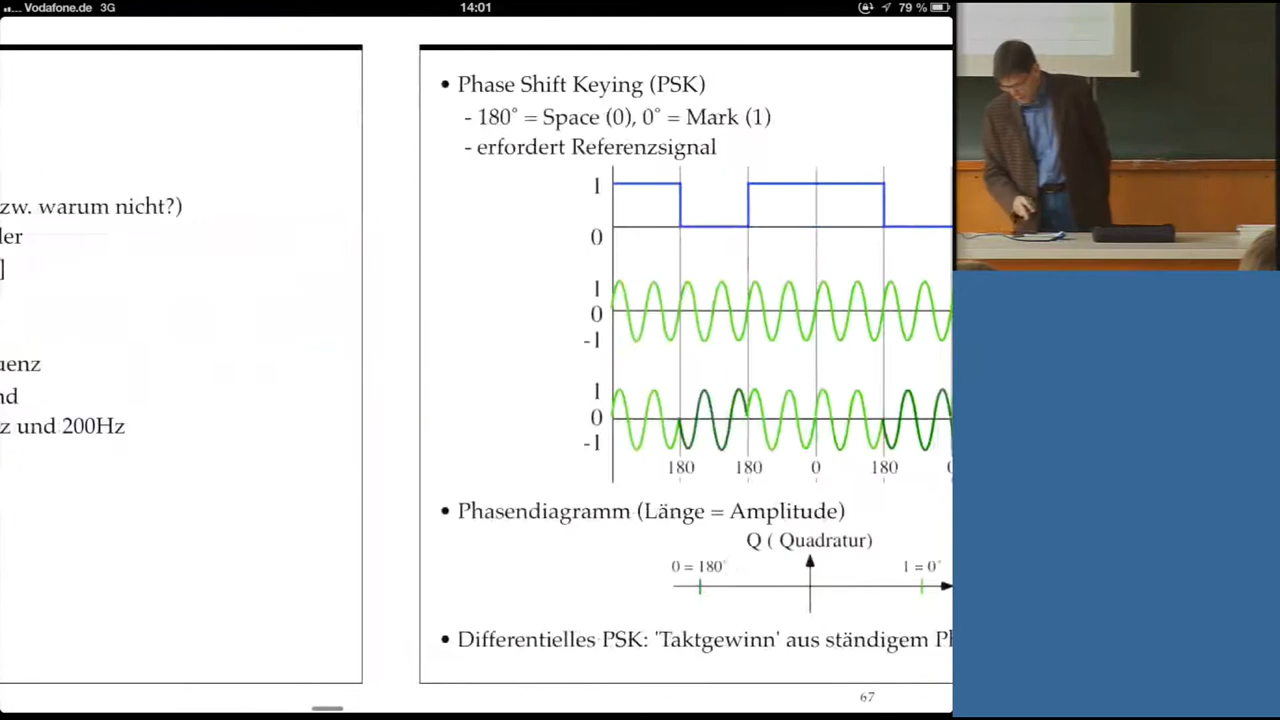 Vodafone.de 3G 14:01 79 %
zw. warum nicht?)
ler
]
uenz
nd
z und 200Hz
• Phase Shift Keying (PSK)
- 180° = Space (0), 0° = Mark (1)
- erfordert Referenzsignal
1
0
1
0
-1
1
0
-1
180 180 0 180
• Phasendiagramm (Länge = Amplitude)
Q ( Quadratur)
0 = 180° 1 = 0°
• Differentielles PSK: 'Taktgewinn' aus ständigem
67